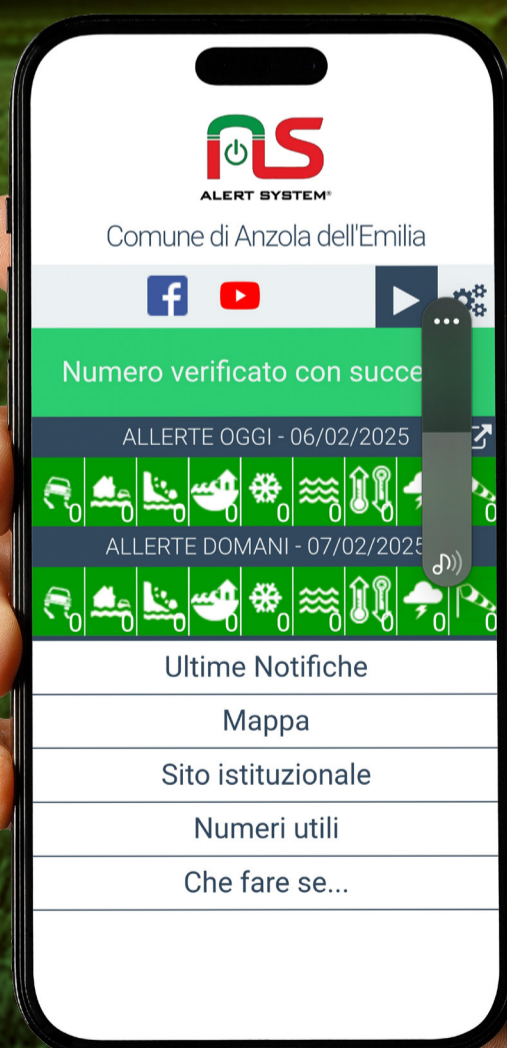 ALERT SYSTEM®
Comune di Anzola dell'Emilia
Numero verificato con
ALLERTE OGGI - 06/02/2025
0 0 0 0 0 0 0 0
ALLERTE DOMANI - 07/02/2025
0 0 0 0 0 0 0 0 0
Ultime Notifiche
Mappa
Sito istituzionale
Numeri utili
Che fare se...